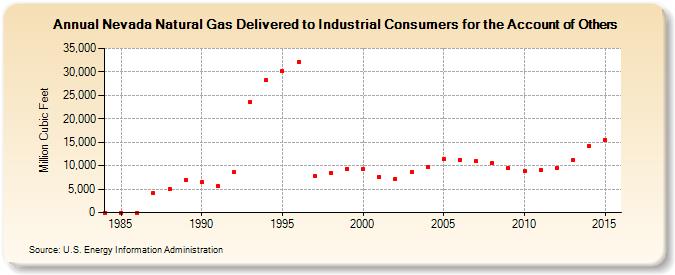 Annual Nevada Natural Gas Delivered to Industrial Consumers for the Account of Others
Million Cubic Feet
35,000
30,000
25,000
20,000
15,000
10,000
5,000
0
1985 1990 1995 2000 2005 2010 2015
Source: U.S. Energy Information Administration